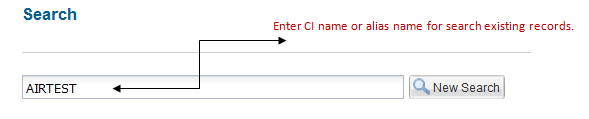 Search
Enter CI name or alias name for search existing records.
AIRTEST
New Search